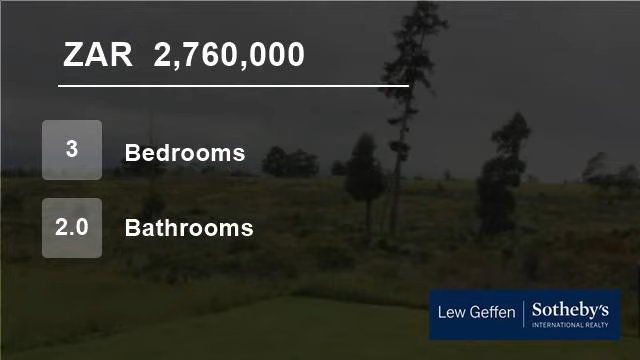 ZAR 2,760,000
3 Bedrooms
2.0 Bathrooms
Lew Geffen Sotheby's
INTERNATIONAL REALTY